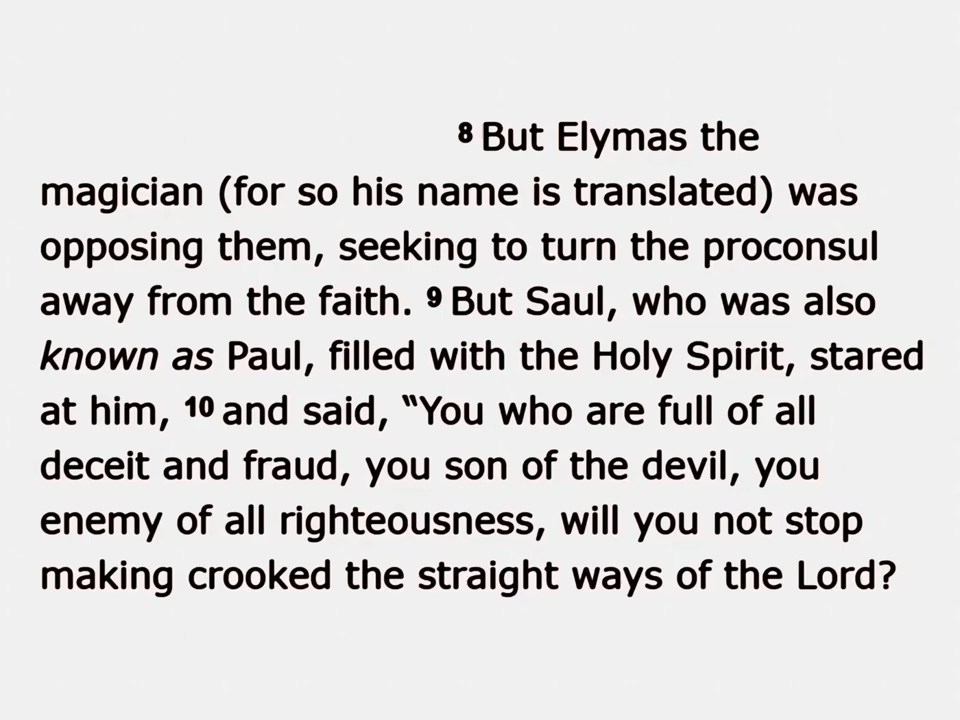 8 But Elymas the
magician (for so his name is translated) was
opposing them, seeking to turn the proconsul
away from the faith. 9 But Saul, who was also
known as Paul, filled with the Holy Spirit, stared
at him, 10 and said, “You who are full of all
deceit and fraud, you son of the devil, you
enemy of all righteousness, will you not stop
making crooked the straight ways of the Lord?